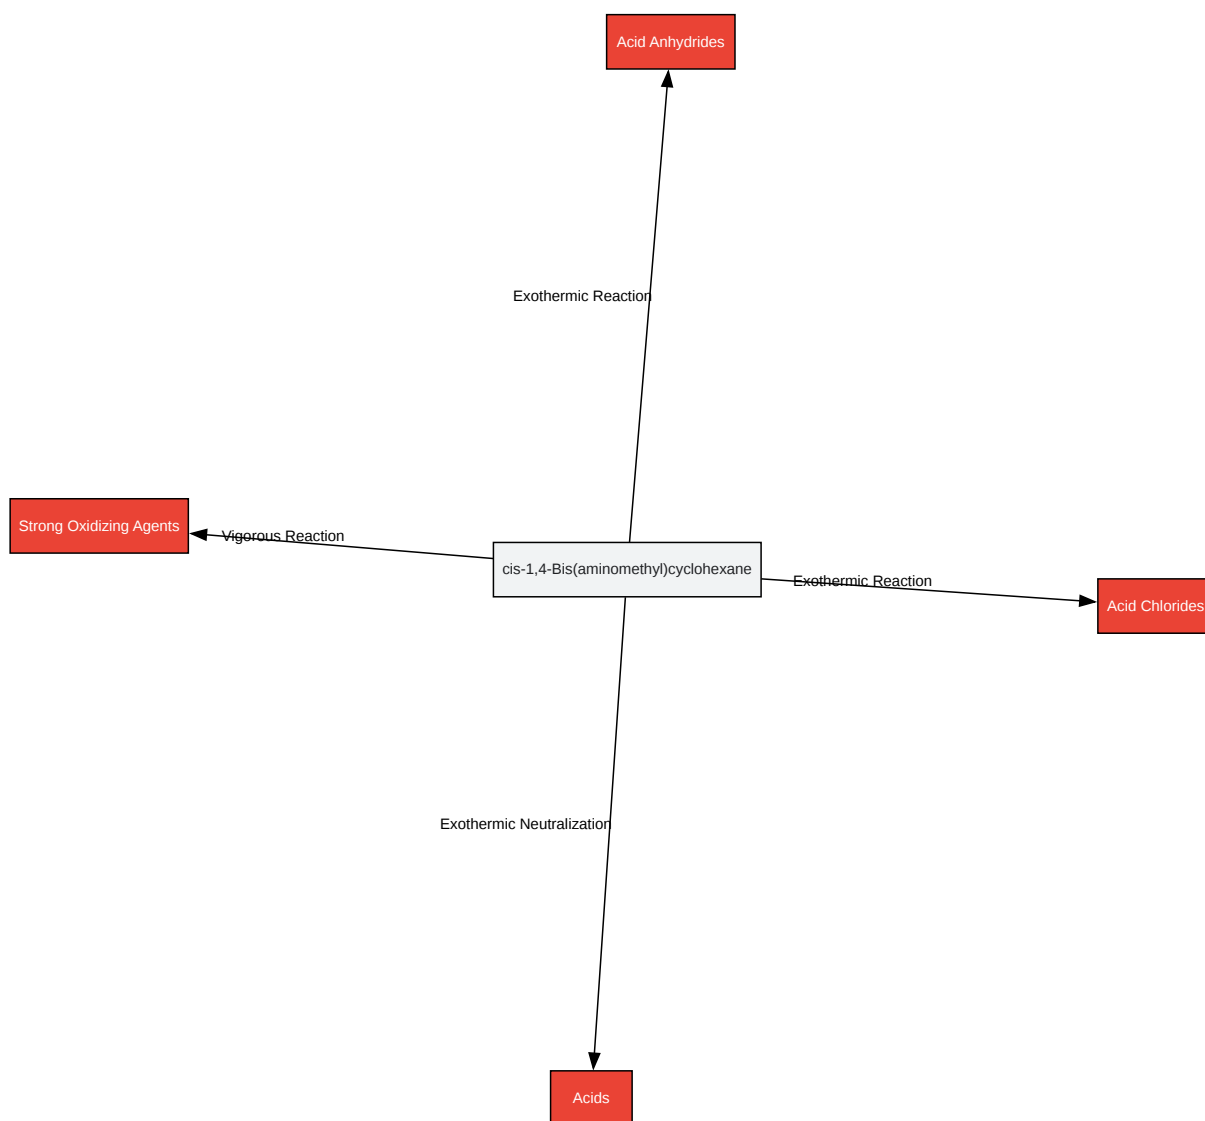 Acid Anhydrides
Exothermic Reaction
Strong Oxidizing Agents
Vigorous Reaction
cis-1,4-Bis(aminomethyl)cyclohexane
Exothermic Reaction
Acid Chlorides
Exothermic Neutralization
Acids